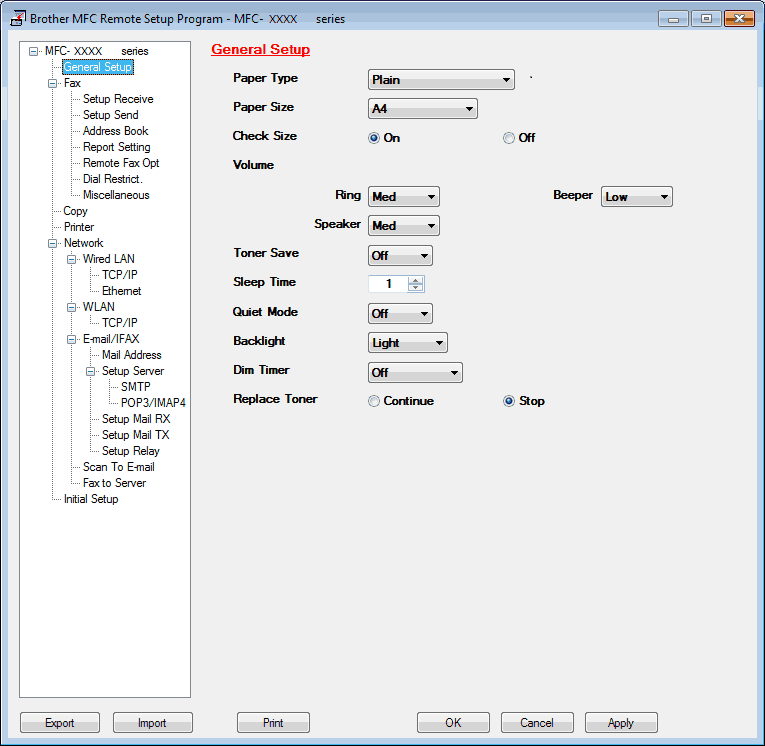 Brother MFC Remote Setup Program - MFC- XXXX series
MFC- XXXX series
General Setup
Fax
Setup Receive
Setup Send
Address Book
Report Setting
Remote Fax Opt
Dial Restrict.
Miscellaneous
Copy
Printer
Network
Wired LAN
TCP/IP
Ethernet
WLAN
TCP/IP
E-mail/IFAX
Mail Address
Setup Server
SMTP
POP3/IMAP4
Setup Mail RX
Setup Mail TX
Setup Relay
Scan To E-mail
Fax to Server
Initial Setup
General Setup
Paper Type Plain
Paper Size A4
Check Size On Off
Volume
Ring Med Beeper Low
Speaker Med
Toner Save Off
Sleep Time 1
Quiet Mode Off
Backlight Light
Dim Timer Off
Replace Toner Continue Stop
Export Import Print OK Cancel Apply